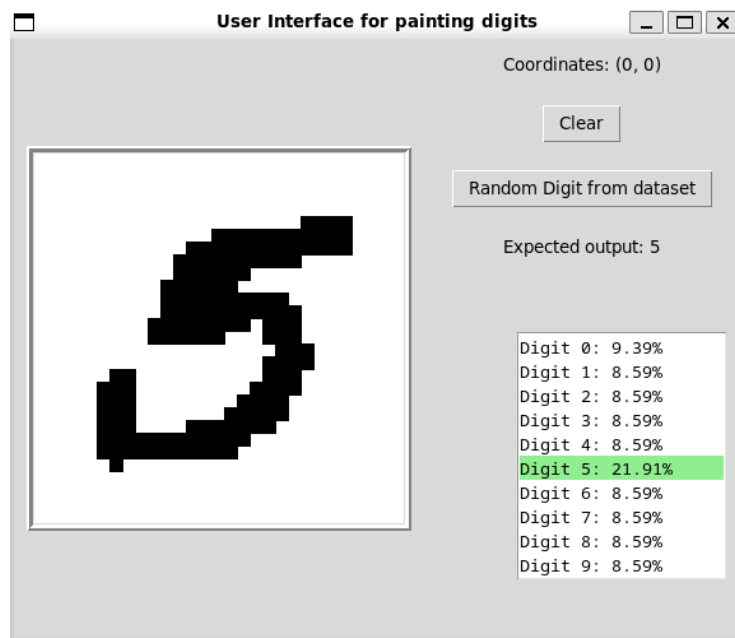 User Interface for painting digits
Coordinates: (0, 0)
Clear
Random Digit from dataset
Expected output: 5
5
Digit 0: 9.39%
Digit 1: 8.59%
Digit 2: 8.59%
Digit 3: 8.59%
Digit 4: 8.59%
Digit 5: 21.91%
Digit 6: 8.59%
Digit 7: 8.59%
Digit 8: 8.59%
Digit 9: 8.59%